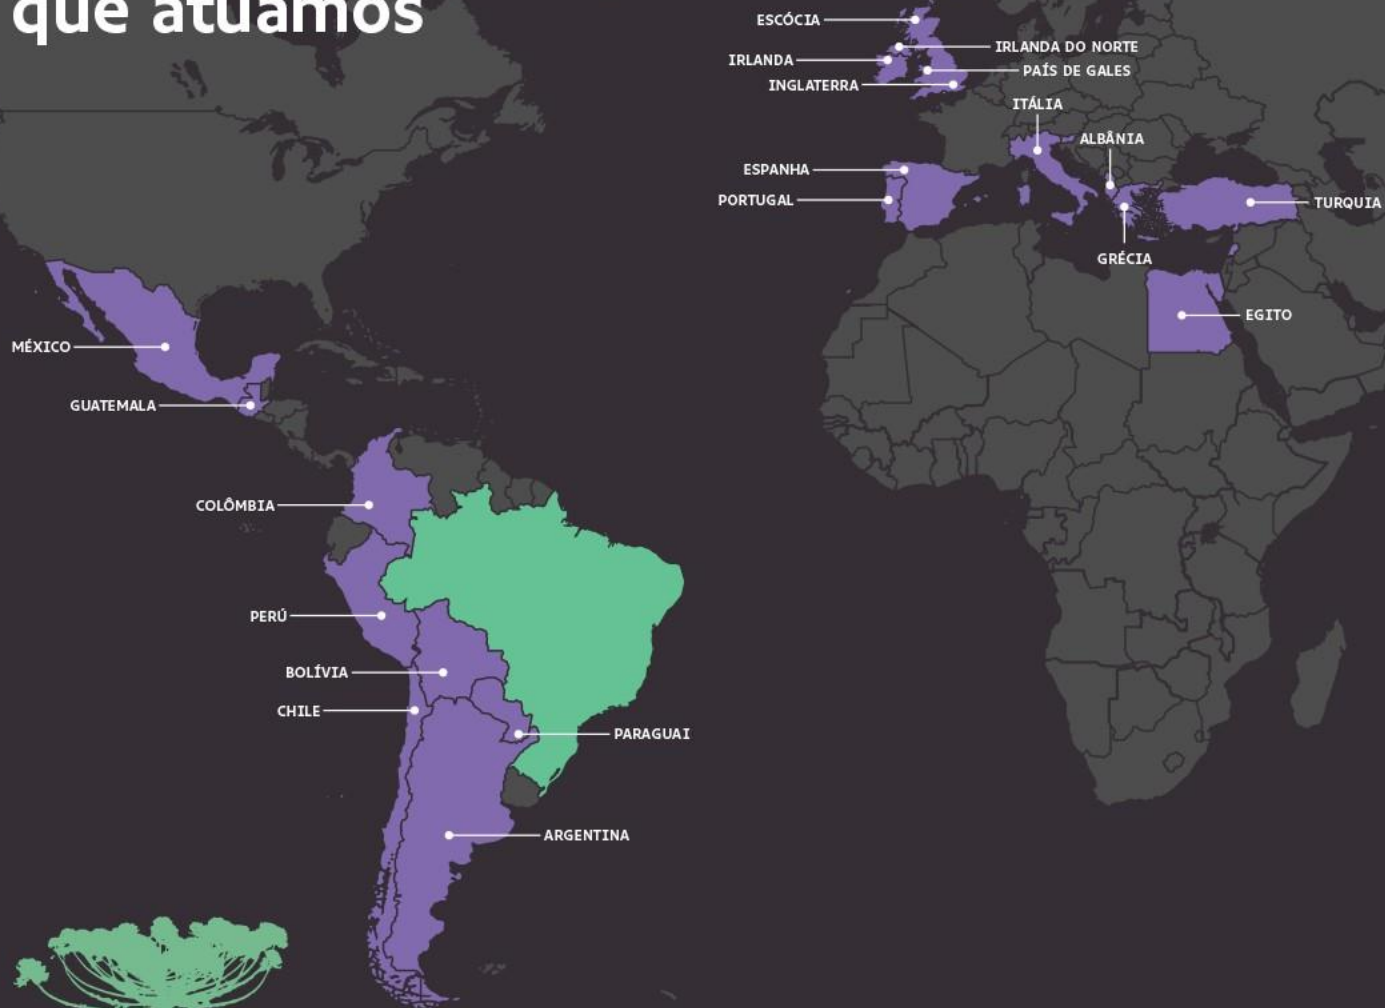 que atuamos
ESCÓCIA
IRLANDA DO NORTE
IRLANDA
PAÍS DE GALES
INGLATERRA
ITÁLIA
ALBÂNIA
ESPANHA
PORTUGAL
TURQUIA
GRÉCIA
EGITO
MÉXICO
GUATEMALA
COLÔMBIA
PERÚ
BOLÍVIA
CHILE
PARAGUAI
ARGENTINA